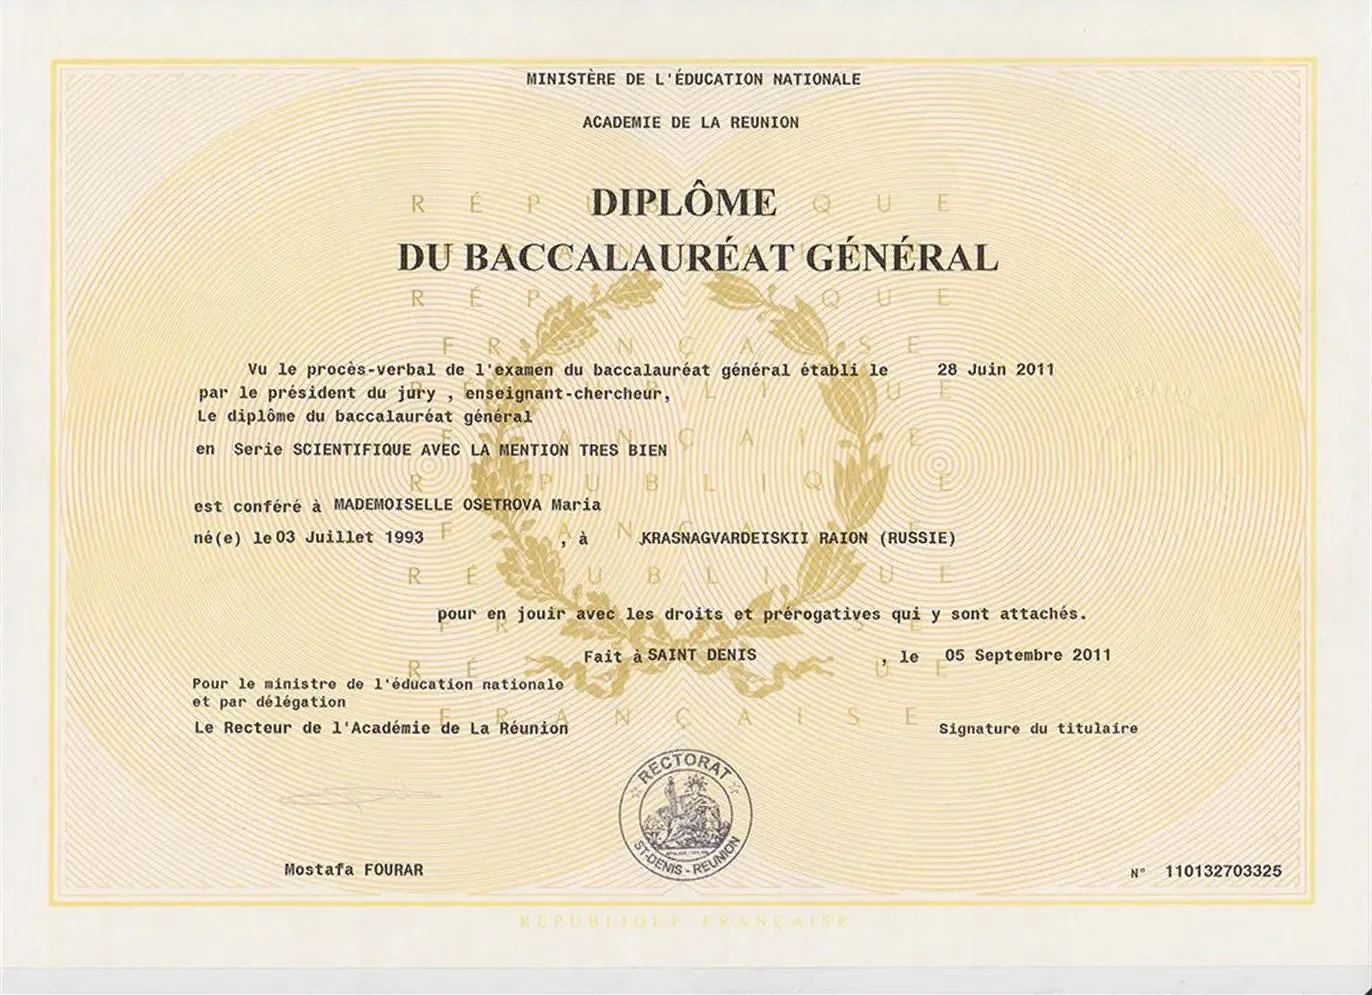 MINISTÈRE DE L'ÉDUCATION NATIONALE
ACADEMIE DE LA REUNION
DIPLÔME
DU BACCALAURÉAT GÉNÉRAL
Vu le procès-verbal de l'examen du baccalauréat général établi le 28 Juin 2011
par le président du jury , enseignant-chercheur,
Le diplôme du baccalauréat général
en Serie SCIENTIFIQUE AVEC LA MENTION TRES BIEN
est conféré à MADEMOISELLE OSETROVA Maria
né(e) le 03 Juillet 1993 , à KRASNAGVARDEISKII RAION (RUSSIE)
pour en jouir avec les droits et prérogatives qui y sont attachés.
Fait à SAINT DENIS , le 05 Septembre 2011
Pour le ministre de l'éducation nationale
et par délégation
Le Recteur de l'Académie de La Réunion
Signature du titulaire
RECTORAT
ST-DENIS - REUNION
Mostafa FOURAR
N° 110132703325
RÉPUBLIQUE FRANÇAISE